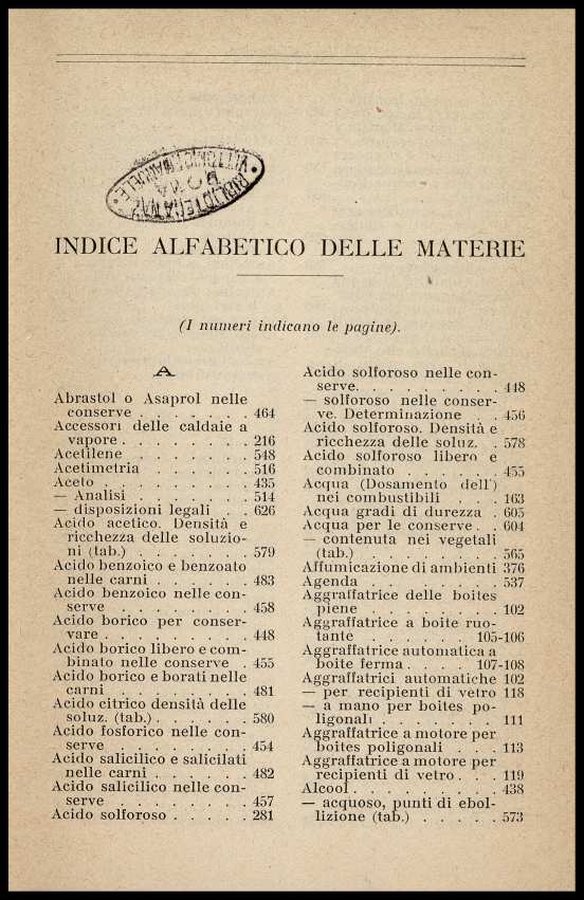 BIBLIOTECA NAZ.
ROMA
VITTORIO EMANUELE
INDICE ALFABETICO DELLE MATERIE
(I numeri indicano le pagine).
A
Abrastol o Asaprol nelle
conserve . . . . . . . 464
Accessori delle caldaie a
vapore . . . . . . . . 216
Acetilene . . . . . . . 548
Acetimetria . . . . . . 516
Aceto . . . . . . . . . 435
— Analisi . . . . . . . 514
— disposizioni legali . . 626
Acido acetico. Densità e
ricchezza delle soluzio-
ni (tab.) . . . . . . . 579
Acido benzoico e benzoato
nelle carni . . . . . . 483
Acido benzoico nelle con-
serve . . . . . . . . 458
Acido borico per conser-
vare . . . . . . . . . 448
Acido borico libero e com-
binato nelle conserve . 455
Acido borico e borati nelle
carni . . . . . . . . 481
Acido citrico densità delle
soluz. (tab.) . . . . . . 580
Acido fosforico nelle con-
serve . . . . . . . . 454
Acido salicilico e salicilati
nelle carni . . . . . . 482
Acido salicilico nelle con-
serve . . . . . . . . 457
Acido solforoso . . . . . 281
Acido solforoso nelle con-
serve. . . . . . . . . 448
— solforoso nelle conser-
ve. Determinazione . . 456
Acido solforoso. Densità e
ricchezza delle soluz. . 578
Acido solforoso libero e
combinato . . . . . . 455
Acqua (Dosamento dell')
nei combustibili . . . 163
Acqua gradi di durezza . 605
Acqua per le conserve . . 604
— contenuta nei vegetali
(tab.) . . . . . . . . 565
Affumicazione di ambienti 376
Agenda . . . . . . . . 537
Aggraffatrice delle boites
piene . . . . . . . . 102
Aggraffatrice a boite ruo-
tante . . . . . . 105-106
Aggraffatrice automatica a
boite ferma . . . . 107-108
Aggraffatrici automatiche 102
— per recipienti di vetro 118
— a mano per boites po-
ligonali . . . . . . . 111
Aggraffatrice a motore per
boites poligonali . . . 113
Aggraffatrice a motore per
recipienti di vetro . . . 119
Alcool . . . . . . . . . 438
— acquoso, punti di ebol-
lizione (tab.) . . . . . 573